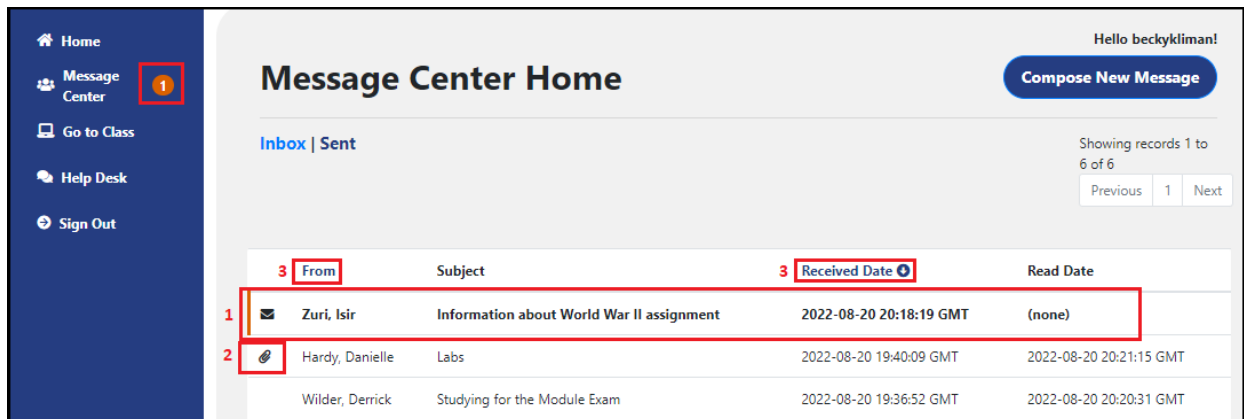 Home
Message
Center
1
Go to Class
Help Desk
Sign Out
Hello beckykliman!
Message Center Home
Compose New Message
Inbox | Sent
Showing records 1 to
6 of 6
Previous 1 Next
3 From Subject 3 Received Date Read Date
1 Zuri, Isir Information about World War II assignment 2022-08-20 20:18:19 GMT (none)
2 Hardy, Danielle Labs 2022-08-20 19:40:09 GMT 2022-08-20 20:21:15 GMT
Wilder, Derrick Studying for the Module Exam 2022-08-20 19:36:52 GMT 2022-08-20 20:20:31 GMT